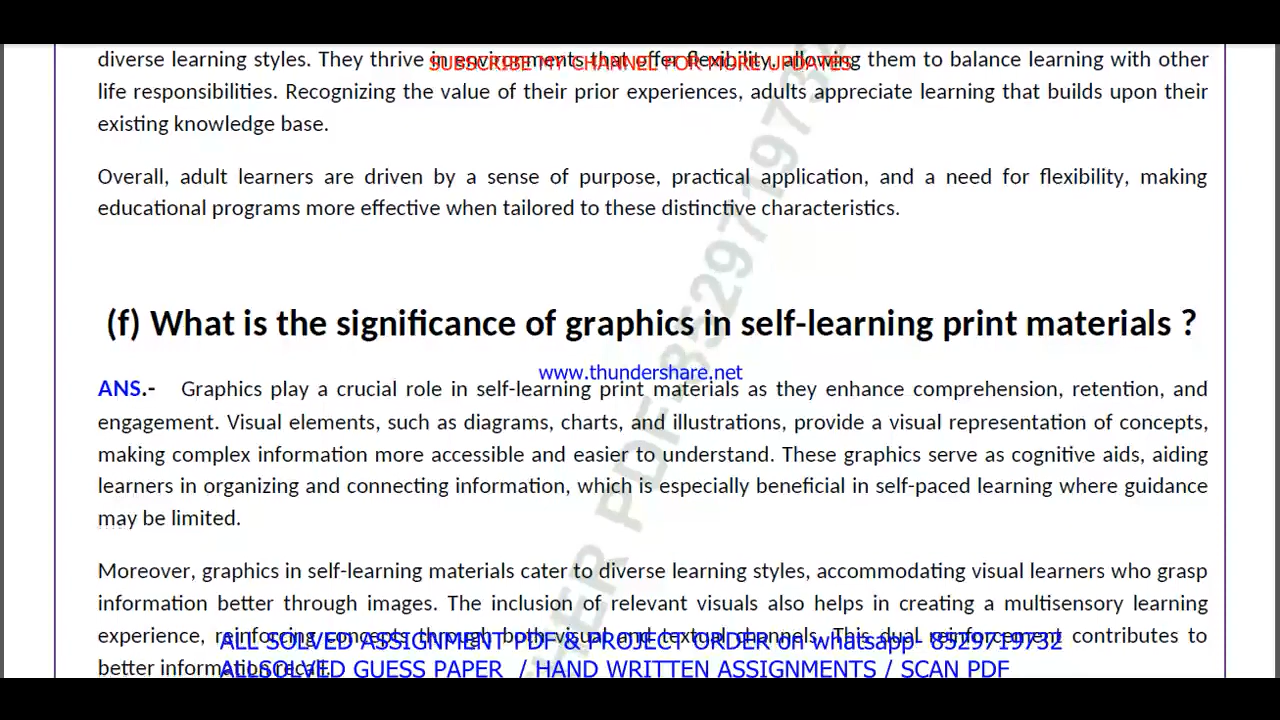 diverse learning styles. They thrive in environments that offer flexibility, allowing them to balance learning with other
SUBSCRIBE MY CHANNEL FOR MORE UPDATES
life responsibilities. Recognizing the value of their prior experiences, adults appreciate learning that builds upon their
existing knowledge base.
Overall, adult learners are driven by a sense of purpose, practical application, and a need for flexibility, making
educational programs more effective when tailored to these distinctive characteristics.
(f) What is the significance of graphics in self-learning print materials ?
www.thundershare.net
ANS.- Graphics play a crucial role in self-learning print materials as they enhance comprehension, retention, and
engagement. Visual elements, such as diagrams, charts, and illustrations, provide a visual representation of concepts,
making complex information more accessible and easier to understand. These graphics serve as cognitive aids, aiding
learners in organizing and connecting information, which is especially beneficial in self-paced learning where guidance
may be limited.
Moreover, graphics in self-learning materials cater to diverse learning styles, accommodating visual learners who grasp
information better through images. The inclusion of relevant visuals also helps in creating a multisensory learning
experience, reinforcing concepts through both visual and textual channels. This dual reinforcement contributes to
ALL SOLVED ASSIGNMENT PDF & PROJECT ORDER on whatsapp- 8529719732
better information recall.
ALLSOLVED GUESS PAPER / HAND WRITTEN ASSIGNMENTS / SCAN PDF
HER PDF-8529719732